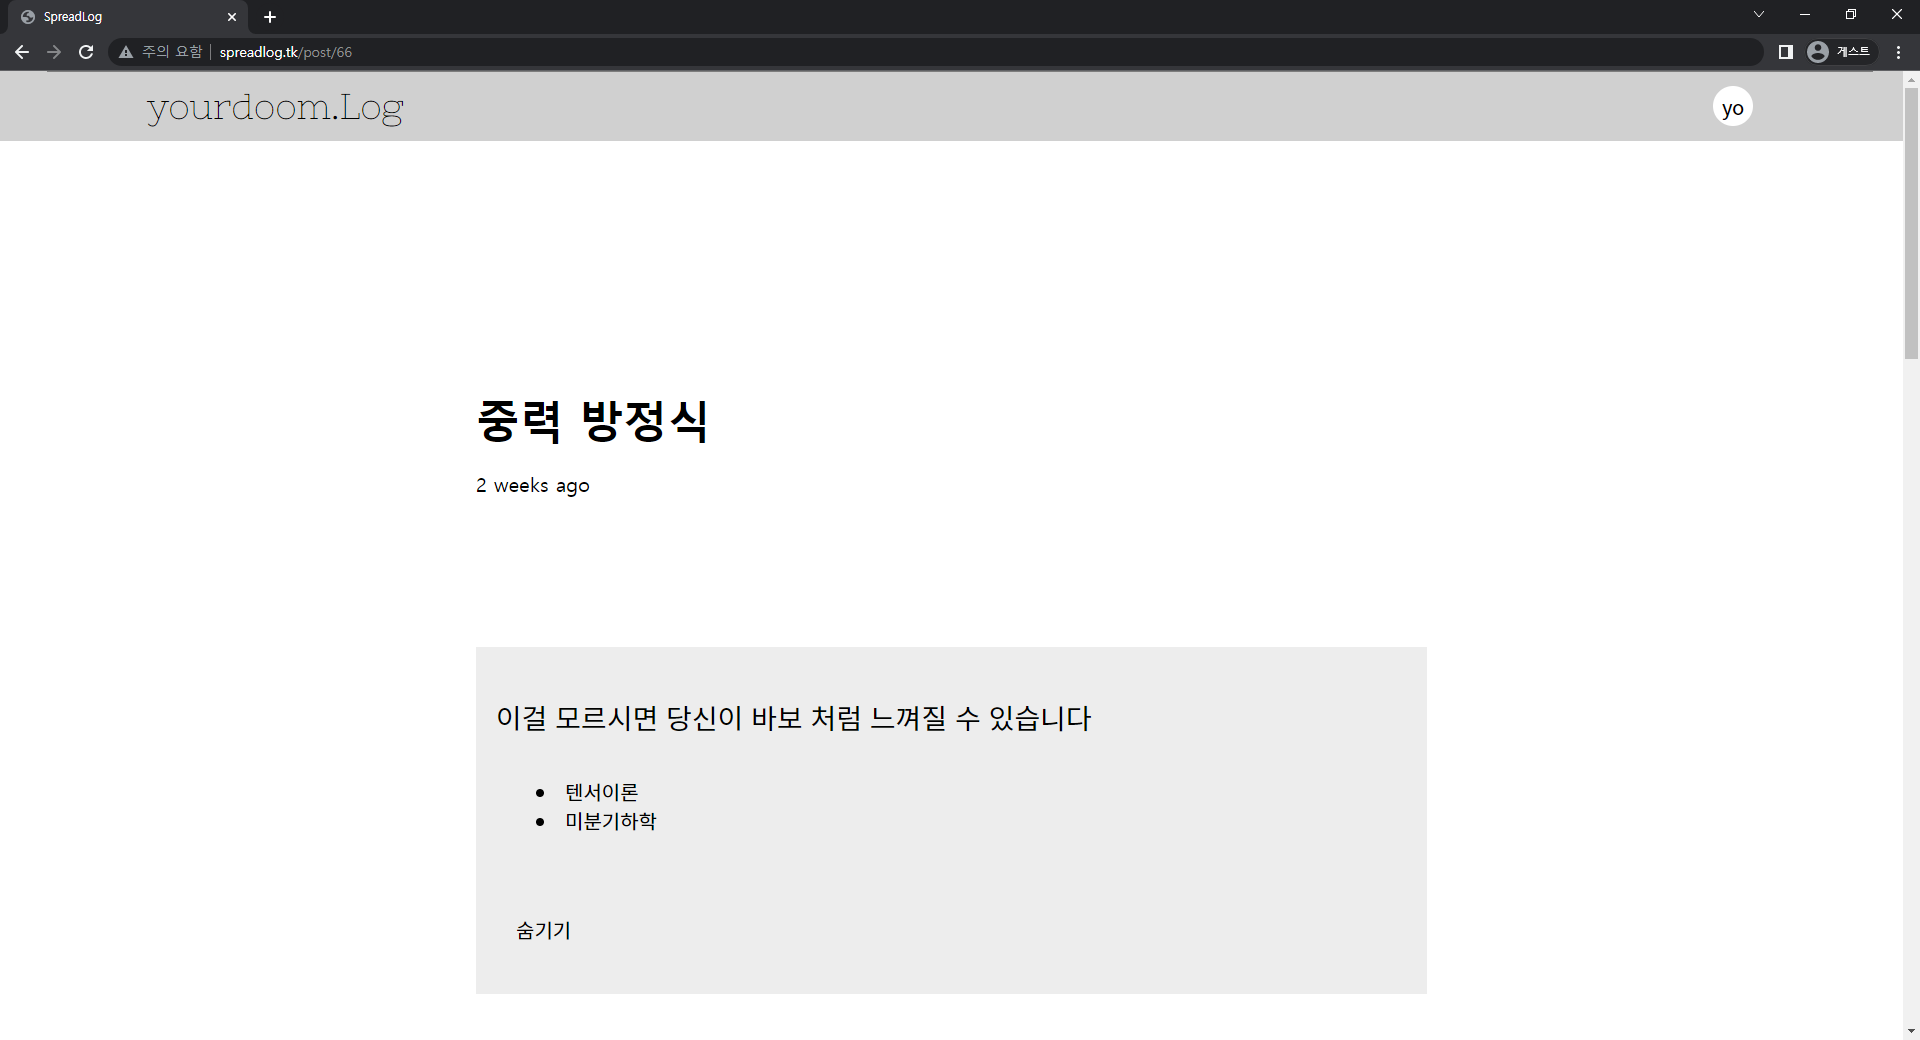 SpreadLog
주의 요함 spreadlog.tk/post/66
게스트
yourdoom.Log
yo
중력 방정식
2 weeks ago
이걸 모르시면 당신이 바보 처럼 느껴질 수 있습니다
텐서이론
미분기하학
숨기기